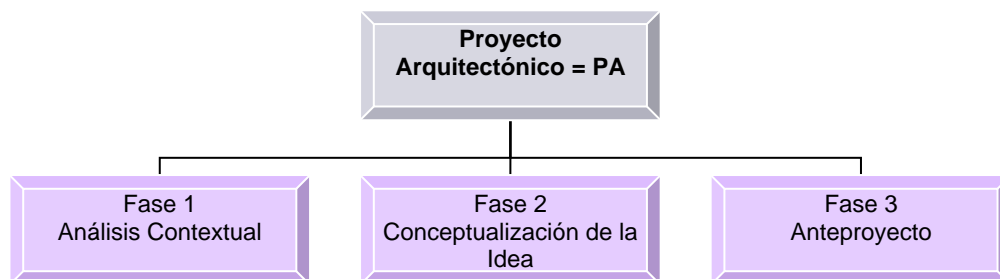 Proyecto
Arquitectónico = PA
Fase 1
Análisis Contextual
Fase 2
Conceptualización de la
Idea
Fase 3
Anteproyecto